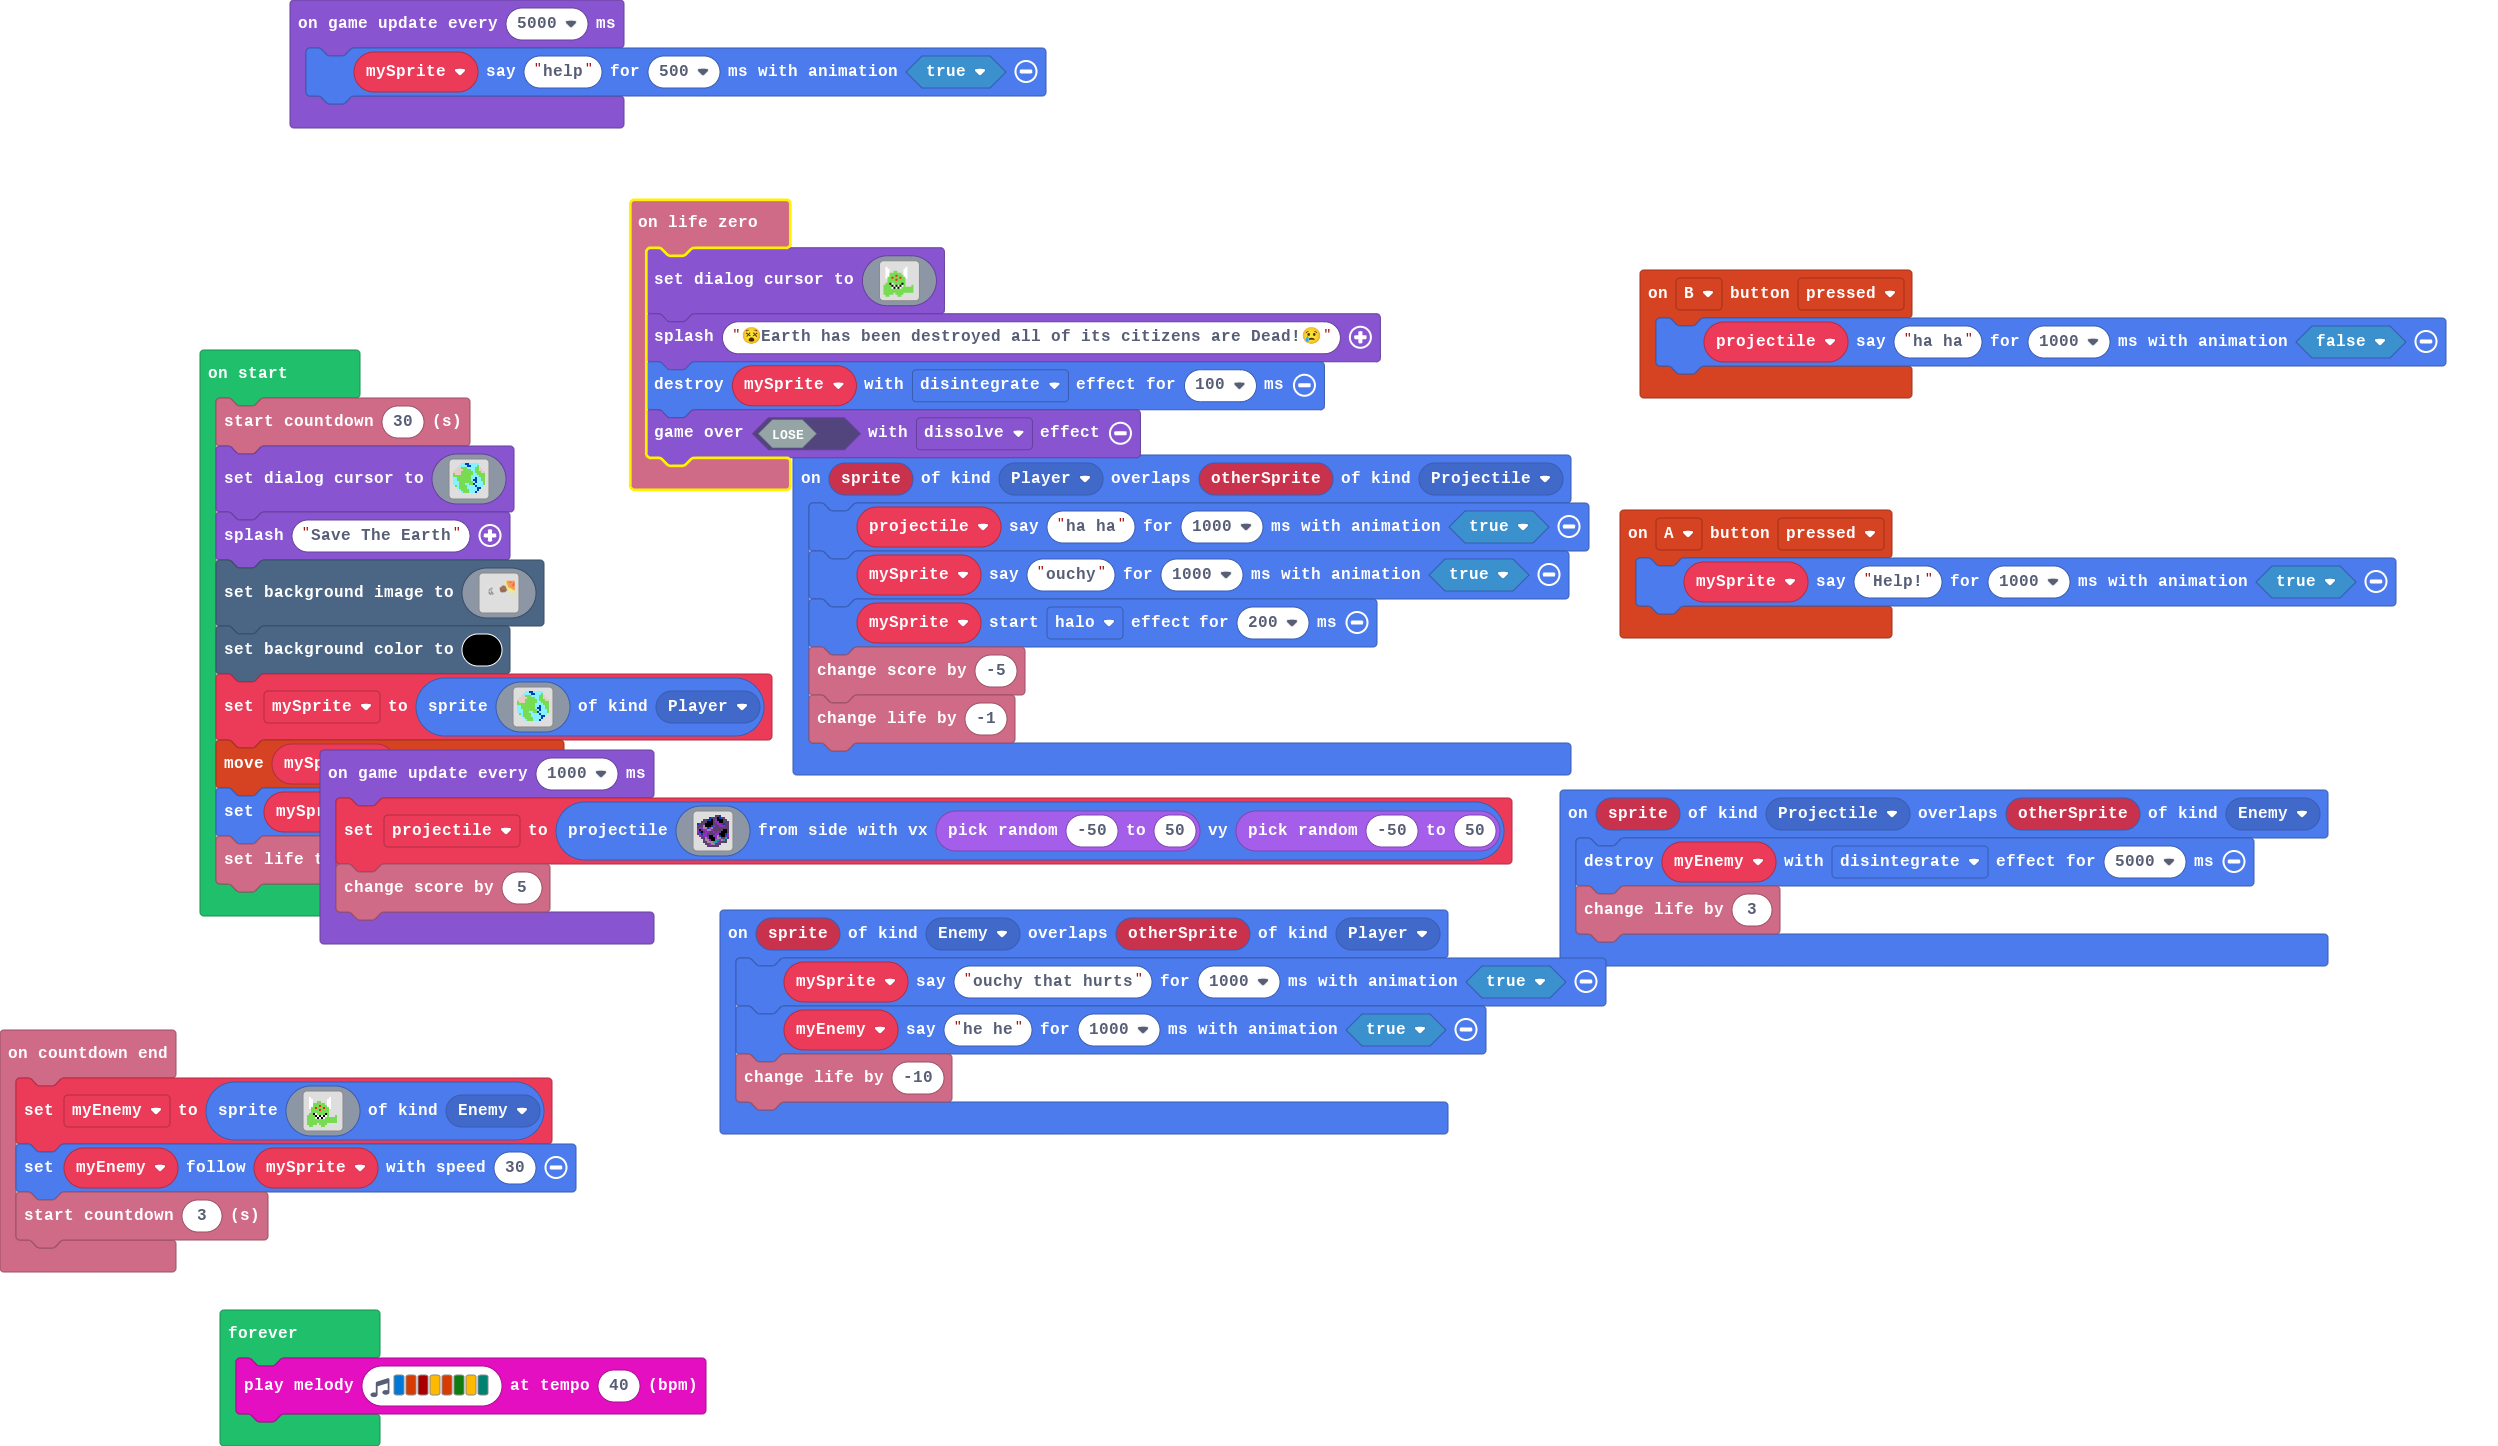 on game update every 5000 ms
mySprite say "help" for 500 ms with animation true
on life zero
set dialog cursor to
splash "😵Earth has been destroyed all of its citizens are Dead!😢"
destroy mySprite with disintegrate effect for 100 ms
game over LOSE with dissolve effect
on B button pressed
projectile say "ha ha" for 1000 ms with animation false
on start
start countdown 30 (s)
set dialog cursor to
splash "Save The Earth"
set background image to
set background color to
set mySprite to sprite of kind Player
move mySp
set mySpr
set life t
on sprite of kind Player overlaps otherSprite of kind Projectile
projectile say "ha ha" for 1000 ms with animation true
mySprite say "ouchy" for 1000 ms with animation true
mySprite start halo effect for 200 ms
change score by -5
change life by -1
on A button pressed
mySprite say "Help!" for 1000 ms with animation true
on game update every 1000 ms
set projectile to projectile from side with vx pick random -50 to 50 vy pick random -50 to 50
change score by 5
on sprite of kind Projectile overlaps otherSprite of kind Enemy
destroy myEnemy with disintegrate effect for 5000 ms
change life by 3
on sprite of kind Enemy overlaps otherSprite of kind Player
mySprite say "ouchy that hurts" for 1000 ms with animation true
myEnemy say "he he" for 1000 ms with animation true
change life by -10
on countdown end
set myEnemy to sprite of kind Enemy
set myEnemy follow mySprite with speed 30
start countdown 3 (s)
forever
play melody at tempo 40 (bpm)